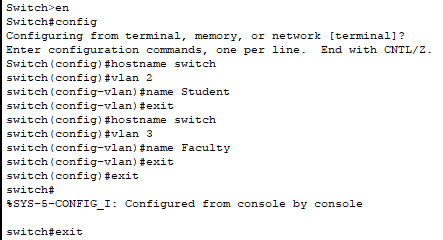 Switch>en
Switch#config
Configuring from terminal, memory, or network [terminal]?
Enter configuration commands, one per line.  End with CNTL/Z.
Switch(config)#hostname switch
switch(config)#vlan 2
switch(config-vlan)#name Student
switch(config-vlan)#exit
switch(config)#hostname switch
switch(config)#vlan 3
switch(config-vlan)#name Faculty
switch(config-vlan)#exit
switch(config)#exit
switch#
%SYS-5-CONFIG_I: Configured from console by console
switch#exit